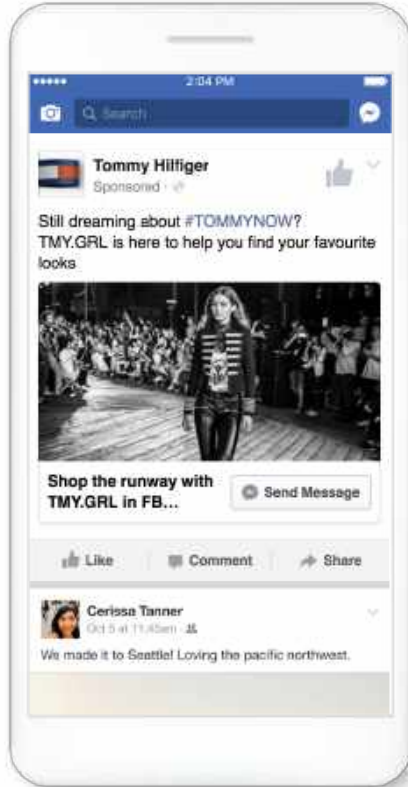 2:04 PM
Search
Tommy Hilfiger
Sponsored ·
Still dreaming about #TOMMYNOW?
TMY.GRL is here to help you find your favourite
looks
Shop the runway with
TMY.GRL in FB...
Send Message
Like
Comment
Share
Cerissa Tanner
Oct 5 at 11:45am ·
We made it to Seattle! Loving the pacific northwest.